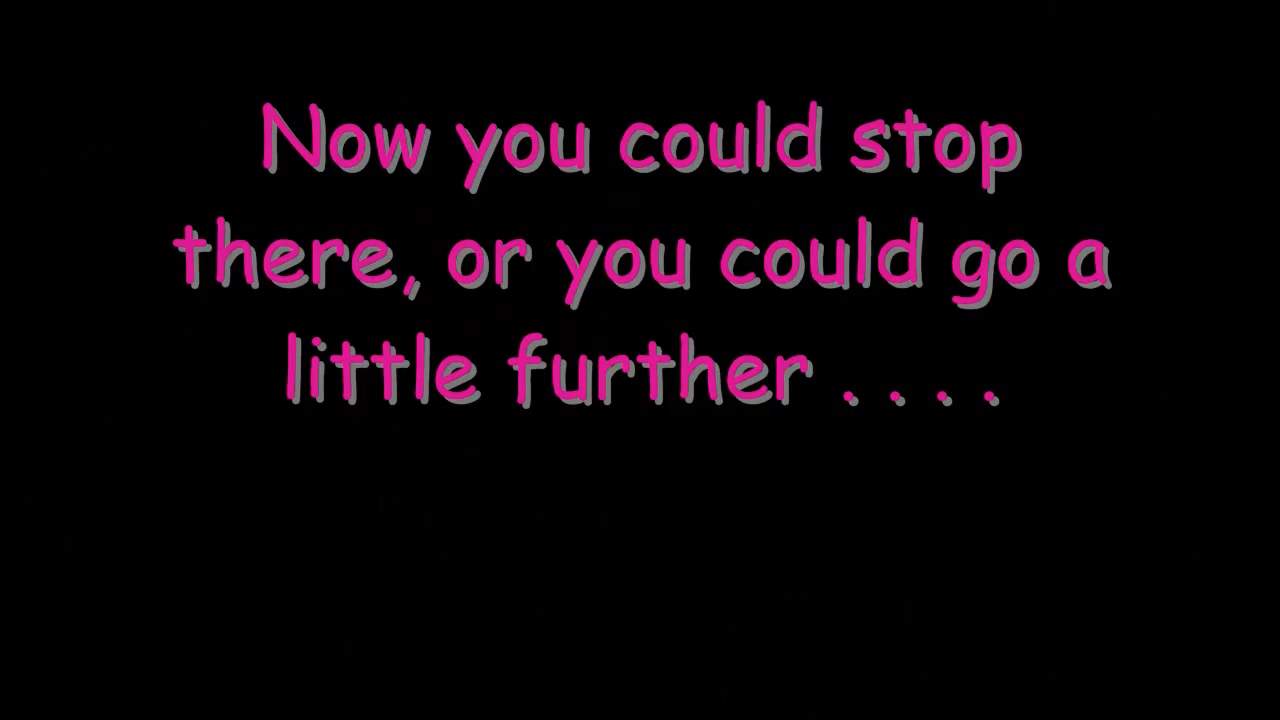 Now you could stop
there, or you could go a
little further . . . .